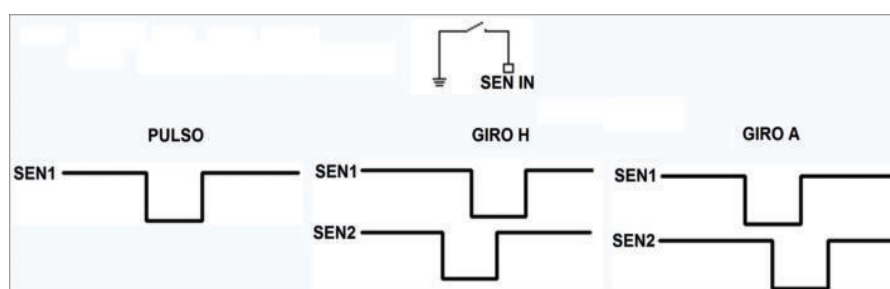 SEN IN
PULSO
GIRO H
GIRO A
SEN1
SEN1
SEN1
SEN2
SEN2